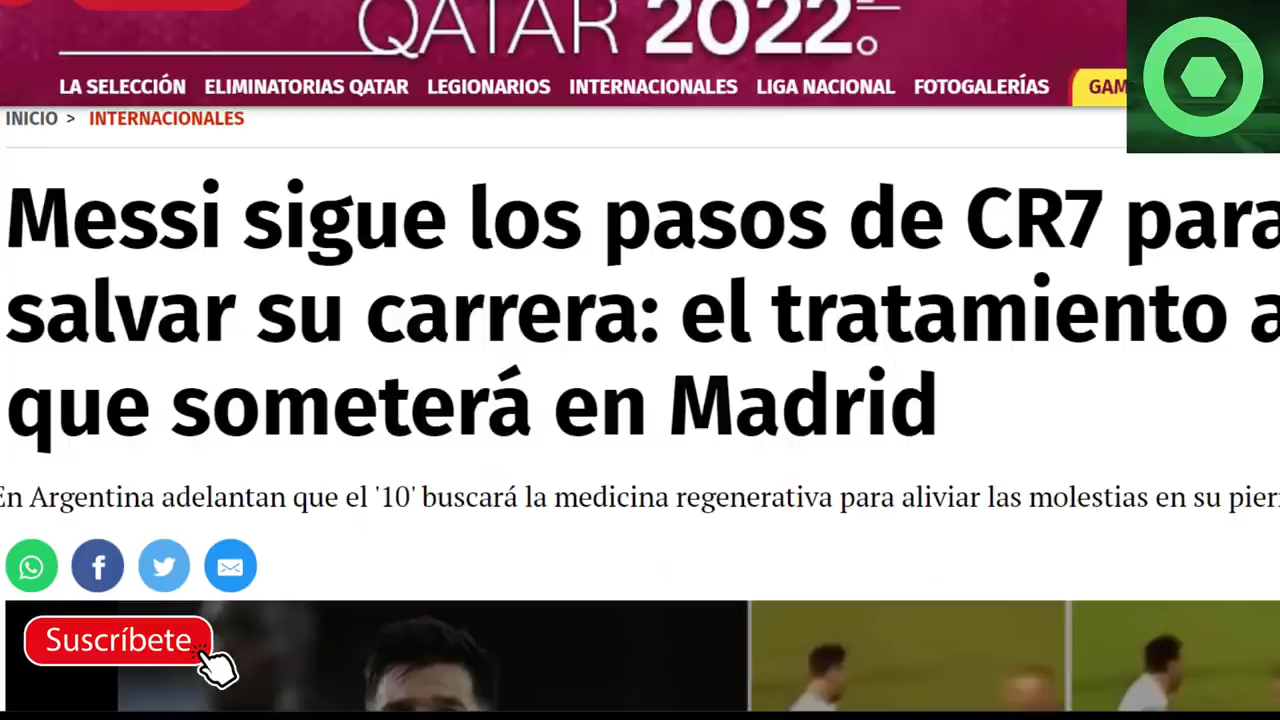 QATAR 2022
LA SELECCIÓN ELIMINATORIAS QATAR LEGIONARIOS INTERNACIONALES LIGA NACIONAL FOTOGALERÍAS GAM
INICIO > INTERNACIONALES
Messi sigue los pasos de CR7 para
salvar su carrera: el tratamiento a
que someterá en Madrid
En Argentina adelantan que el '10' buscará la medicina regenerativa para aliviar las molestias en su pier
Suscríbete